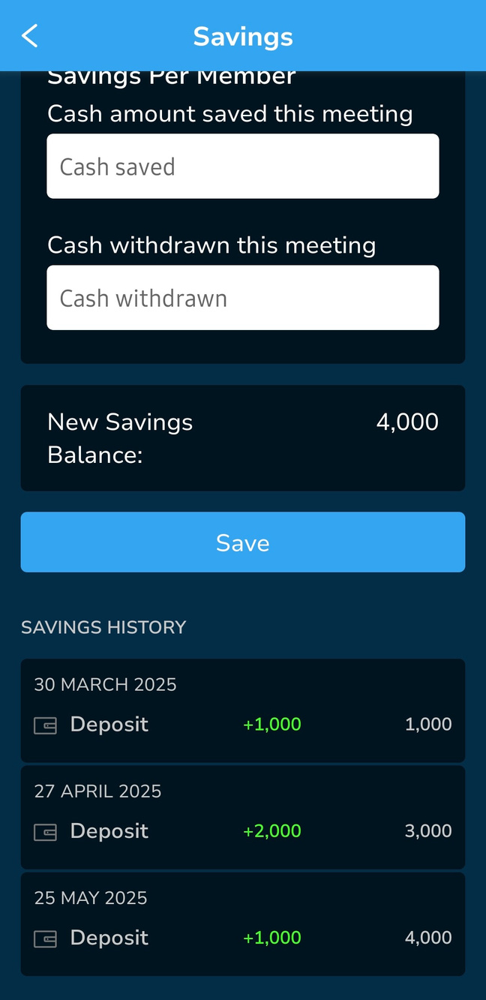 Savings
Savings Per Member
Cash amount saved this meeting
Cash saved
Cash withdrawn this meeting
Cash withdrawn
New Savings 4,000
Balance:
Save
SAVINGS HISTORY
30 MARCH 2025
Deposit +1,000 1,000
27 APRIL 2025
Deposit +2,000 3,000
25 MAY 2025
Deposit +1,000 4,000